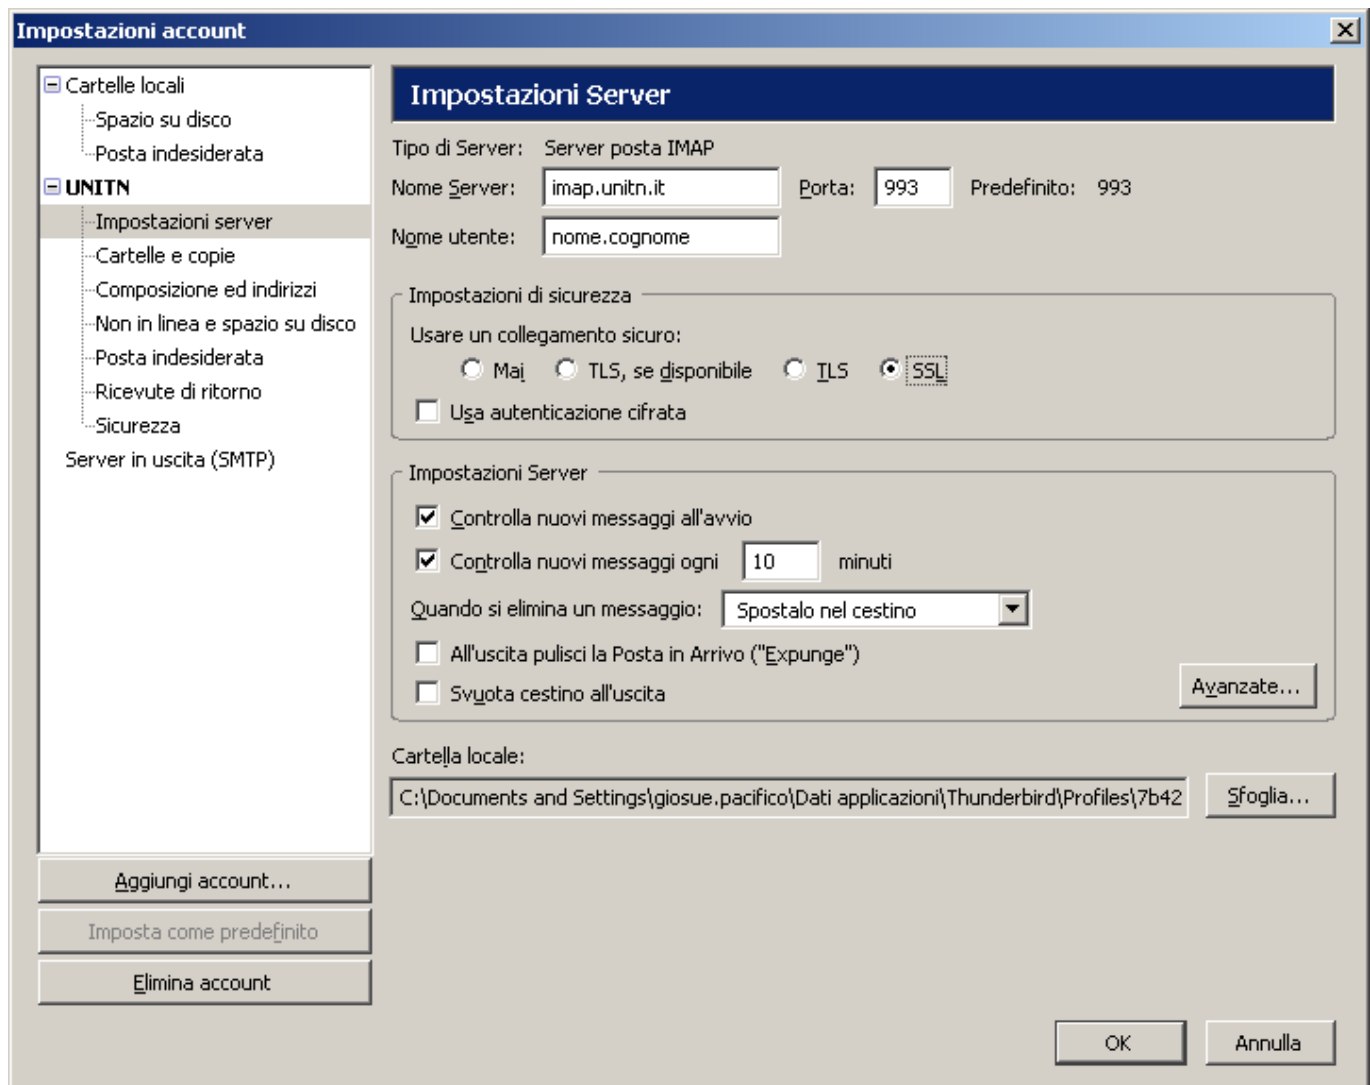 Impostazioni account
Cartelle locali
Spazio su disco
Posta indesiderata
UNITN
Impostazioni server
Cartelle e copie
Composizione ed indirizzi
Non in linea e spazio su disco
Posta indesiderata
Ricevute di ritorno
Sicurezza
Server in uscita (SMTP)
Aggiungi account...
Imposta come predefinito
Elimina account
Impostazioni Server
Tipo di Server: Server posta IMAP
Nome Server: imap.unitn.it Porta: 993 Predefinito: 993
Nome utente: nome.cognome
Impostazioni di sicurezza
Usare un collegamento sicuro:
Mai TLS, se disponibile TLS SSL
Usa autenticazione cifrata
Impostazioni Server
Controlla nuovi messaggi all'avvio
Controlla nuovi messaggi ogni 10 minuti
Quando si elimina un messaggio: Spostalo nel cestino
All'uscita pulisci la Posta in Arrivo ("Expunge")
Svuota cestino all'uscita
Avanzate...
Cartella locale:
C:\Documents and Settings\giosue.pacifico\Dati applicazioni\Thunderbird\Profiles\7b42 Sfoglia...
OK Annulla